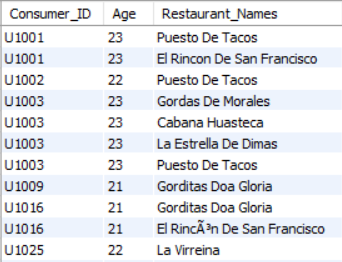 Consumer_ID Age Restaurant_Names
U1001 23 Puesto De Tacos
U1001 23 El Rincon De San Francisco
U1002 22 Puesto De Tacos
U1003 23 Gordas De Morales
U1003 23 Cabana Huasteca
U1003 23 La Estrella De Dimas
U1003 23 Puesto De Tacos
U1009 21 Gorditas Doa Gloria
U1016 21 Gorditas Doa Gloria
U1016 21 El RincÃ³n De San Francisco
U1025 22 La Virreina